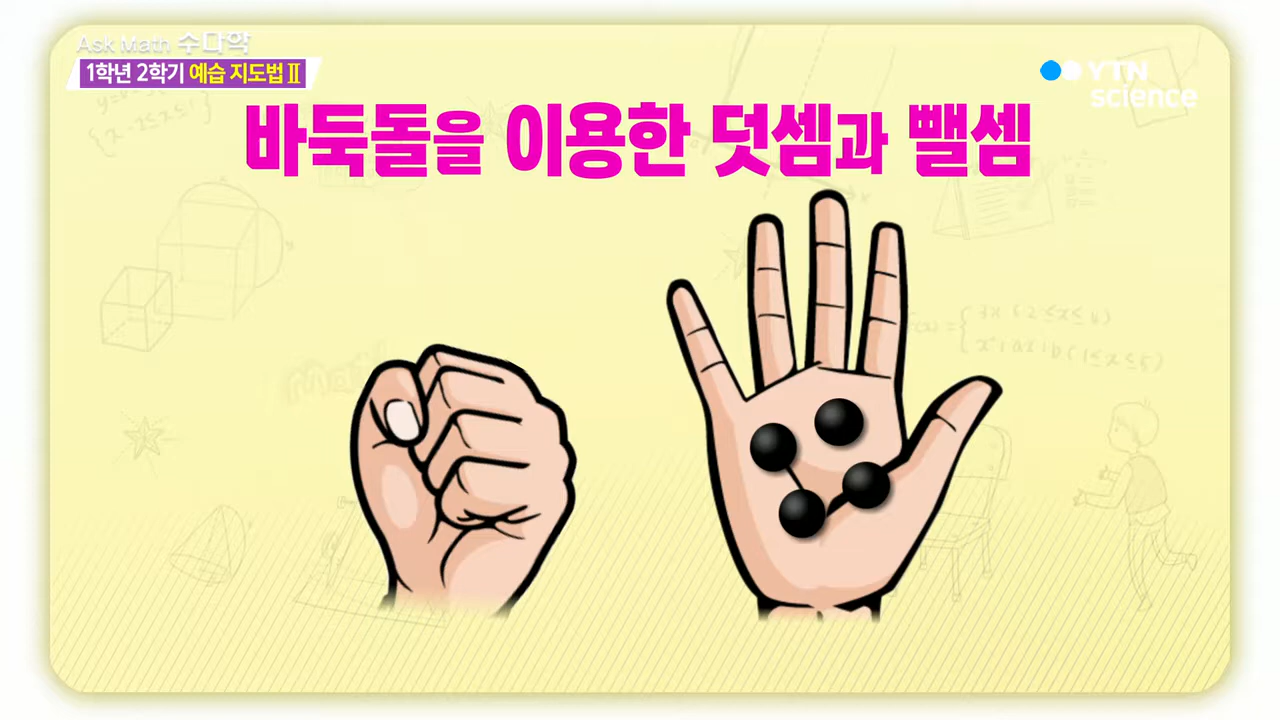 Ask Math 수다학
1학년 2학기 예습 지도법 Ⅱ
YTN
science
바둑돌을 이용한 덧셈과 뺄셈